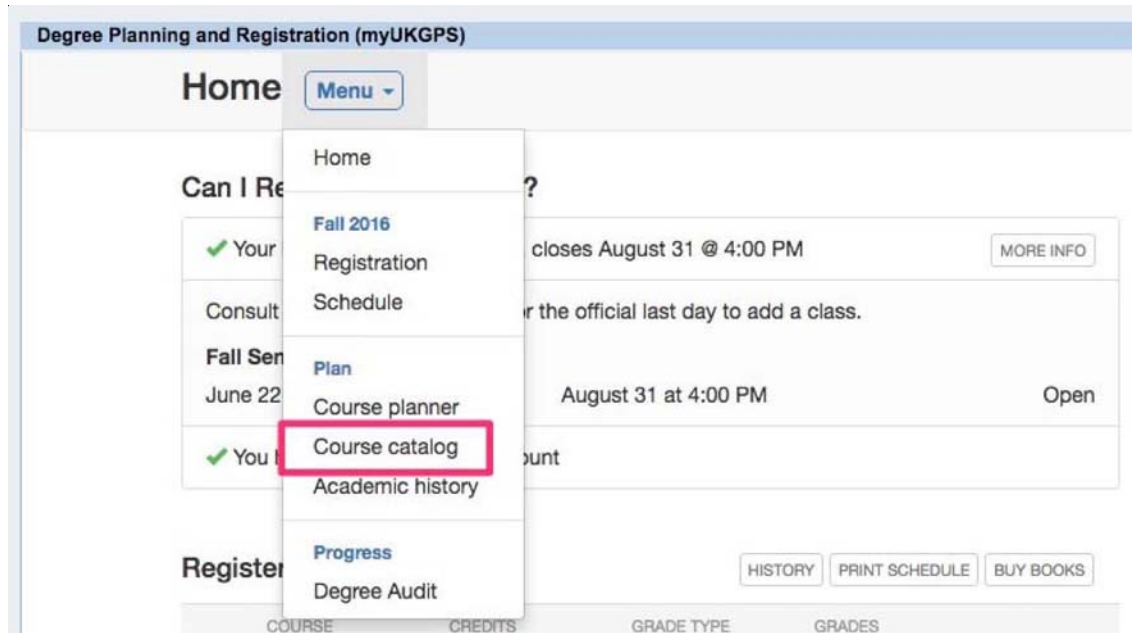 Degree Planning and Registration (myUKGPS)
Home Menu
Home
Can I Re ?
Fall 2016
Your closes August 31 @ 4:00 PM MORE INFO
Registration
Schedule
Consult r the official last day to add a class.
Fall Sem
Plan
June 22 August 31 at 4:00 PM Open
Course planner
Course catalog
You h ount
Academic history
Progress
Register HISTORY PRINT SCHEDULE BUY BOOKS
Degree Audit
COURSE CREDITS GRADE TYPE GRADES